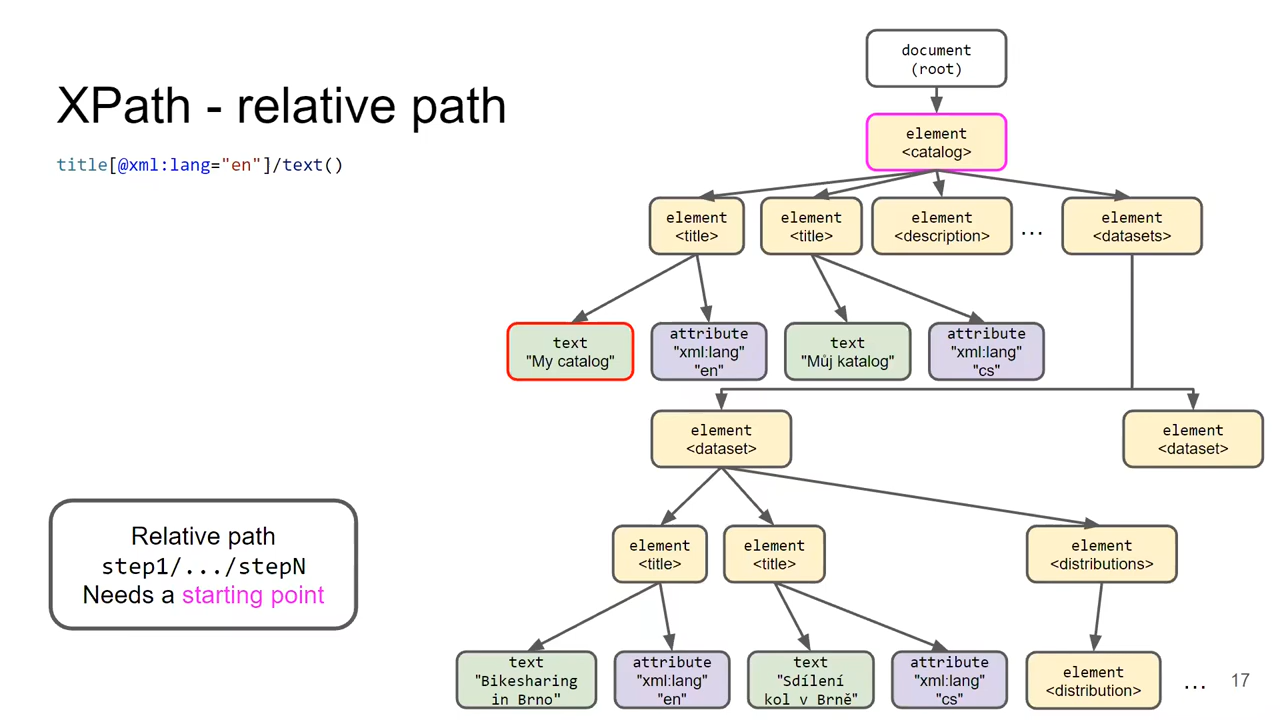 XPath - relative path
title[@xml:lang="en"]/text()
document
(root)
element
<catalog>
element
<title>
element
<title>
element
<description>
...
element
<datasets>
text
"My catalog"
attribute
"xml:lang"
"en"
text
"Můj katalog"
attribute
"xml:lang"
"cs"
element
<dataset>
element
<dataset>
Relative path
step1/.../stepN
Needs a starting point
element
<title>
element
<title>
element
<distributions>
text
"Bikesharing
in Brno"
attribute
"xml:lang"
"en"
text
"Sdílení
kol v Brně"
attribute
"xml:lang"
"cs"
element
<distribution>
...
17